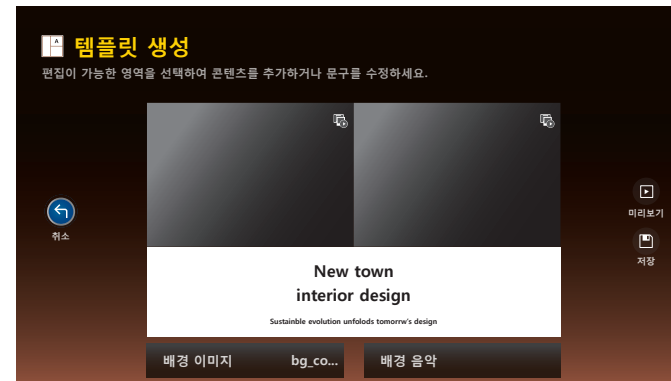 템플릿 생성
편집이 가능한 영역을 선택하여 콘텐츠를 추가하거나 문구를 수정하세요.
취소
미리보기
저장
New town
interior design
Sustainble evolution unfolods tomorrw's design
배경 이미지 bg_co... 배경 음악